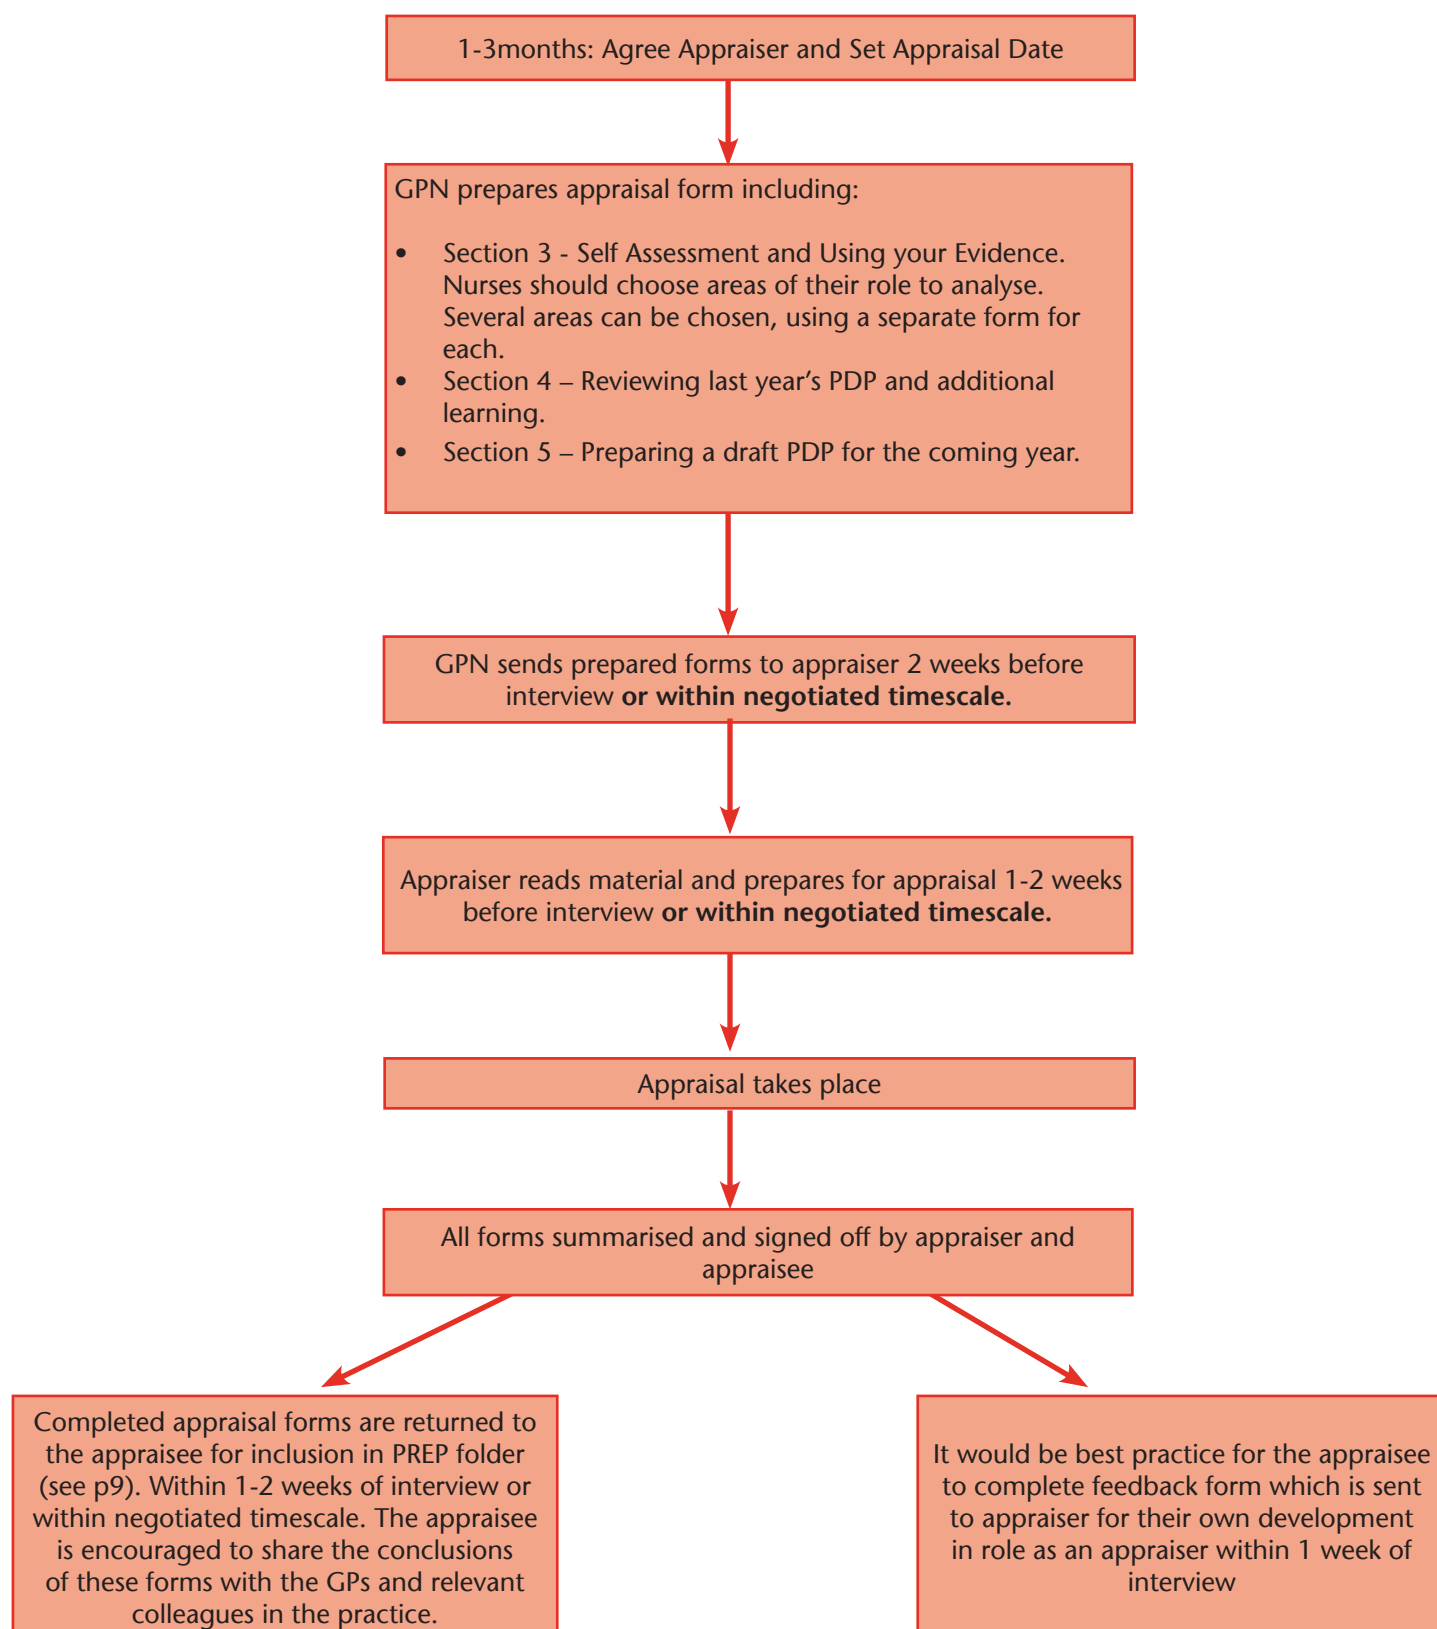 1-3months: Agree Appraiser and Set Appraisal Date
GPN prepares appraisal form including:
• Section 3 - Self Assessment and Using your Evidence.
Nurses should choose areas of their role to analyse.
Several areas can be chosen, using a separate form for
each.
• Section 4 – Reviewing last year’s PDP and additional
learning.
• Section 5 – Preparing a draft PDP for the coming year.
GPN sends prepared forms to appraiser 2 weeks before
interview or within negotiated timescale.
Appraiser reads material and prepares for appraisal 1-2 weeks
before interview or within negotiated timescale.
Appraisal takes place
All forms summarised and signed off by appraiser and
appraisee
Completed appraisal forms are returned to
the appraisee for inclusion in PREP folder
(see p9). Within 1-2 weeks of interview or
within negotiated timescale. The appraisee
is encouraged to share the conclusions
of these forms with the GPs and relevant
colleagues in the practice.
It would be best practice for the appraisee
to complete feedback form which is sent
to appraiser for their own development
in role as an appraiser within 1 week of
interview